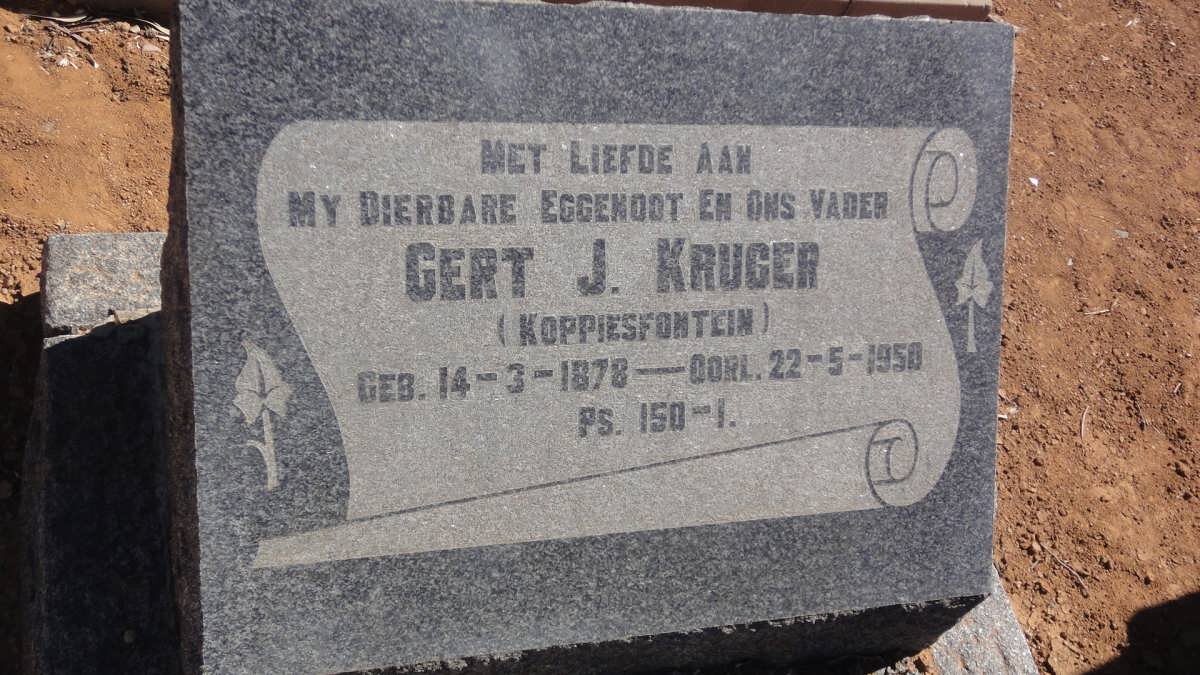 MET LIEFDE AAN
MY DIERBARE EGGENOOT EN ONS VADER
GERT J. KRUGER
(KOPPIESFONTEIN)
GEB. 14-3-1878 — OORL. 22-5-1950
PS. 150-1.